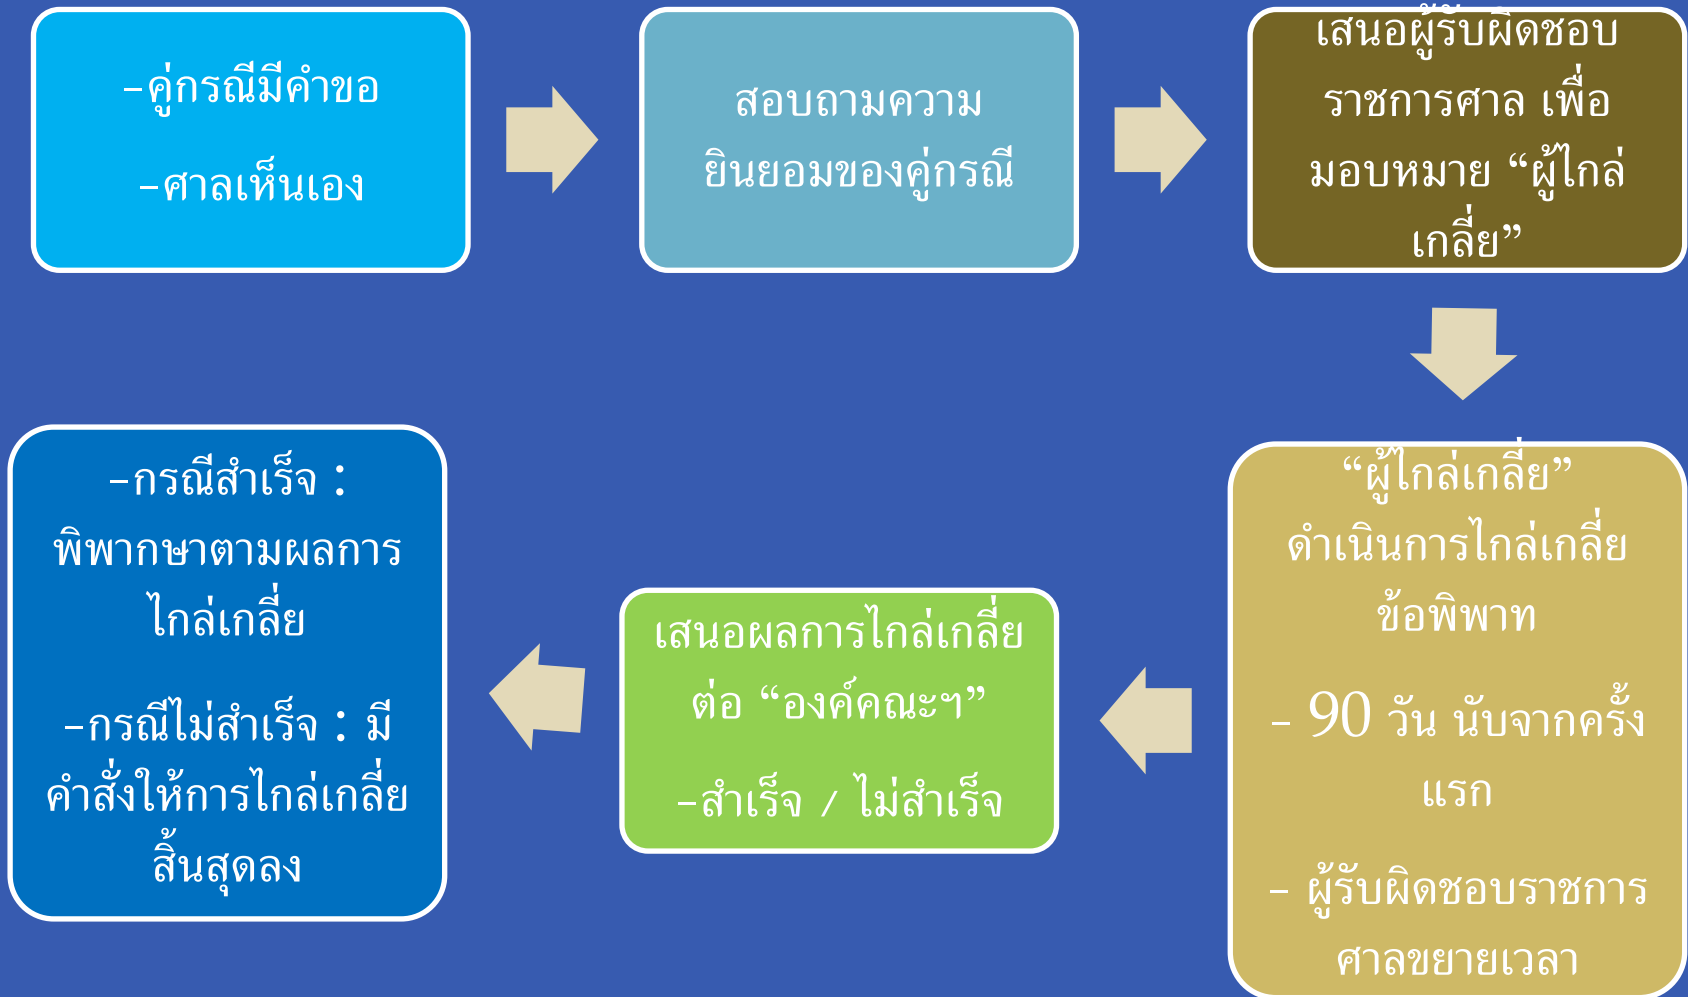 -คู่กรณีมีคำขอ
-ศาลเห็นเอง
สอบถามความ
ยินยอมของคู่กรณี
เสนอผู้รับผิดชอบ
ราชการศาล เพื่อ
มอบหมาย “ผู้ไกล่
เกลี่ย”
“ผู้ไกล่เกลี่ย”
ดำเนินการไกล่เกลี่ย
ข้อพิพาท
- 90 วัน นับจากครั้ง
แรก
- ผู้รับผิดชอบราชการ
ศาลขยายเวลา
เสนอผลการไกล่เกลี่ย
ต่อ “องค์คณะฯ”
-สำเร็จ / ไม่สำเร็จ
-กรณีสำเร็จ :
พิพากษาตามผลการ
ไกล่เกลี่ย
-กรณีไม่สำเร็จ : มี
คำสั่งให้การไกล่เกลี่ย
สิ้นสุดลง